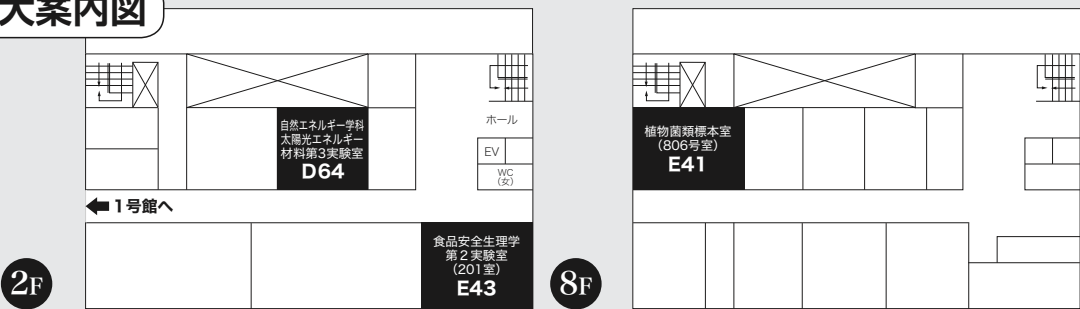 大案内図
自然エネルギー学科
太陽光エネルギー
材料第3実験室
D64
ホール
EV
WC
(女)
1号館へ
食品安全生理学
第2実験室
(201室)
E43
2F
植物菌類標本室
(806号室)
E41
8F